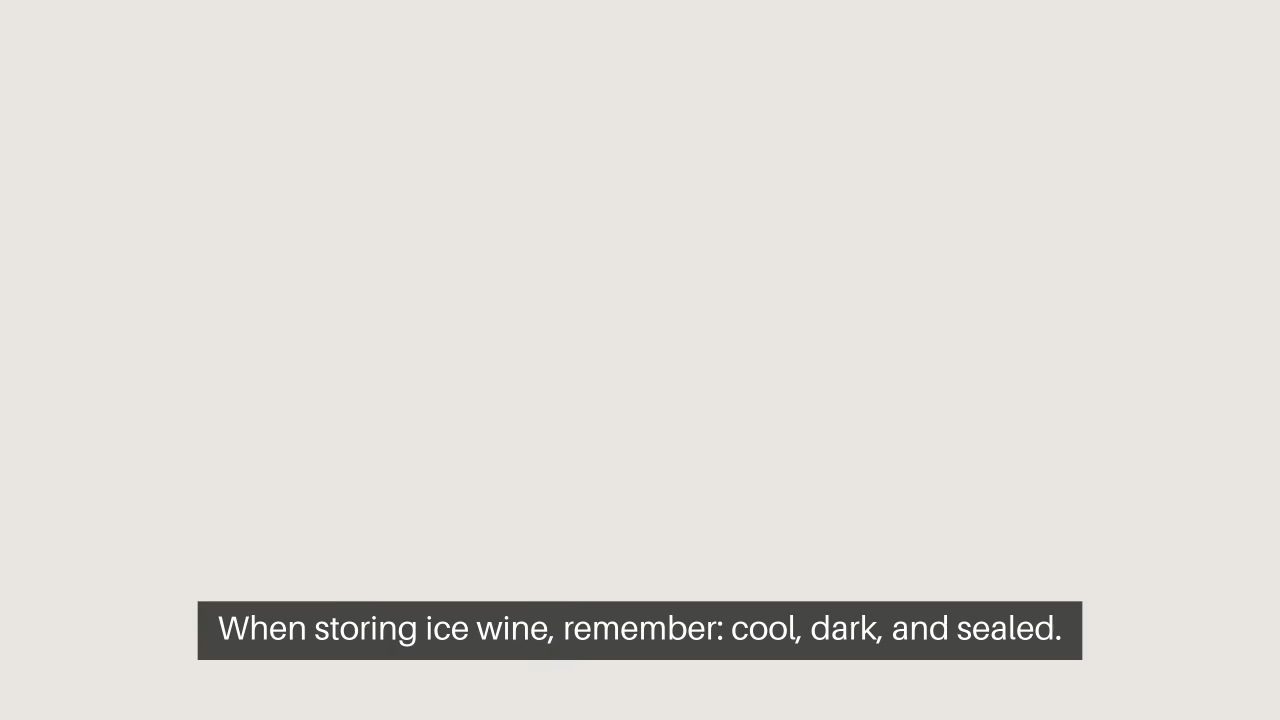 When storing ice wine, remember: cool, dark, and sealed.